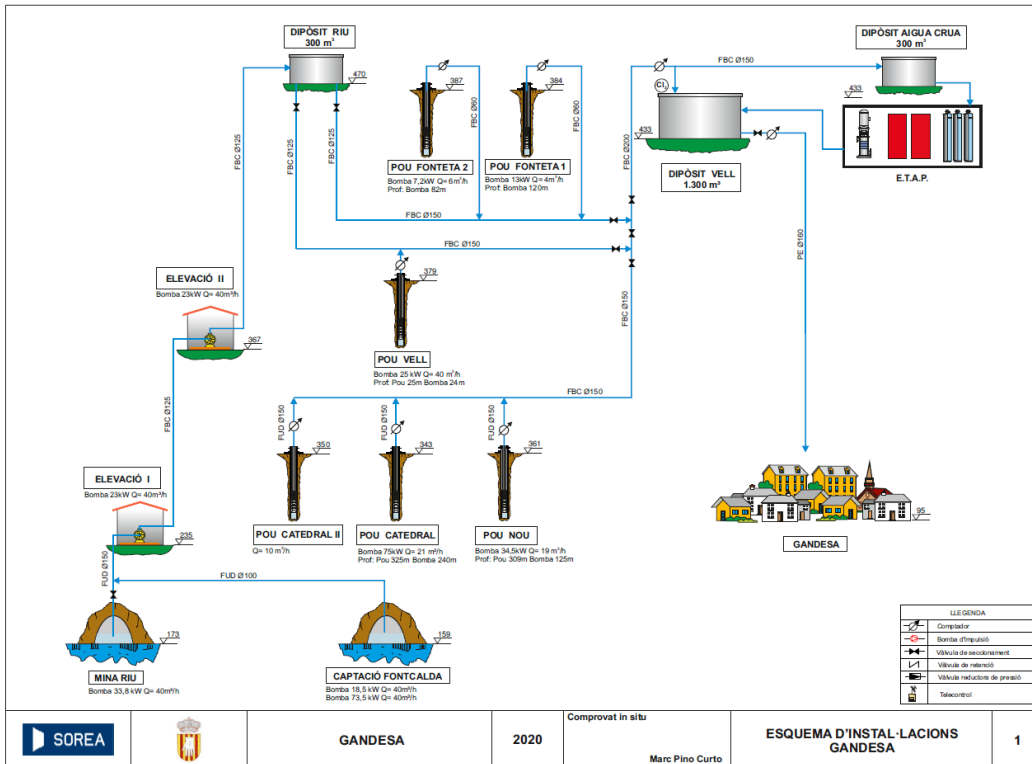 DIPÒSIT RIU
300 m³
470
FBC Ø125
FBC Ø125
FBC Ø125
387
FBC Ø60
POU FONTETA 2
Bomba 7,2kW Q= 6m³/h
Prof: Bomba 82m
384
FBC Ø60
POU FONTETA 1
Bomba 13kW Q= 4m³/h
Prof: Bomba 120m
FBC Ø150
FBC Ø150
FBC Ø200
FBC Ø150
Cl₂
433
DIPÒSIT VELL
1.300 m³
FBC Ø150
DIPÒSIT AIGUA CRUA
300 m³
433
E.T.A.P.
PE Ø160
379
POU VELL
Bomba 25 kW Q= 40 m³/h
Prof: Pou 25m Bomba 24m
ELEVACIÓ II
Bomba 23kW Q= 40m³/h
367
FBC Ø125
FBC Ø150
FUD Ø150
350
POU CATEDRAL II
Q= 10 m³/h
FUD Ø150
343
POU CATEDRAL
Bomba 75kW Q= 21 m³/h
Prof: Pou 325m Bomba 240m
FUD Ø150
361
POU NOU
Bomba 34,5kW Q= 19 m³/h
Prof: Pou 309m Bomba 125m
ELEVACIÓ I
Bomba 23kW Q= 40m³/h
235
FUD Ø150
FUD Ø100
173
MINA RIU
Bomba 33,8 kW Q= 40m³/h
159
CAPTACIÓ FONTCALDA
Bomba 18,5 kW Q= 40m³/h
Bomba 73,5 kW Q= 40m³/h
95
GANDESA
LLEGENDA
Comptador
Bomba d'Impulsió
Vàlvula de seccionament
Vàlvula de retenció
Vàlvula reductora de pressió
Telecontrol
SOREA
GANDESA
2020
Comprovat in situ
Marc Pino Curto
ESQUEMA D'INSTAL·LACIONS
GANDESA
1